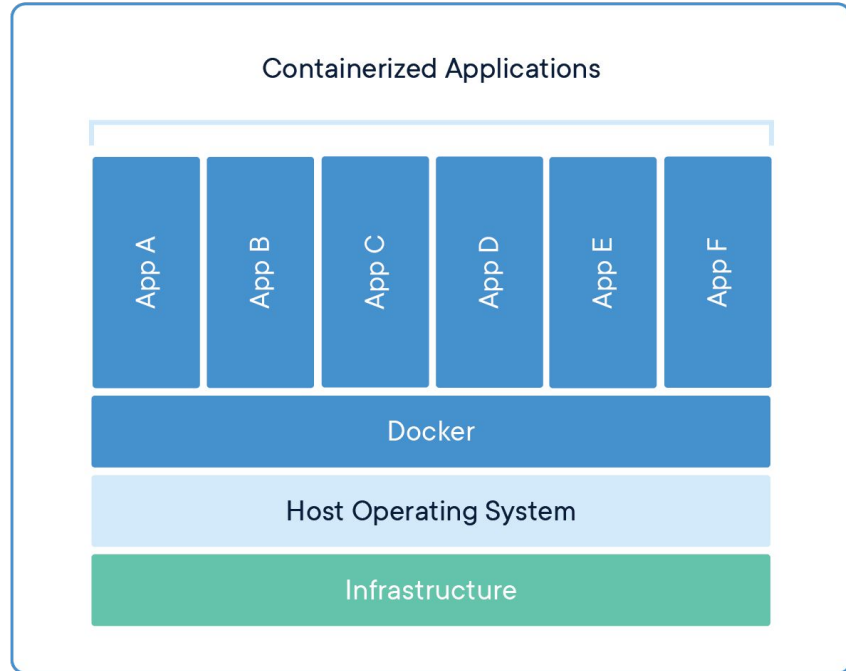 Containerized Applications
App A
App B
App C
App D
App E
App F
Docker
Host Operating System
Infrastructure